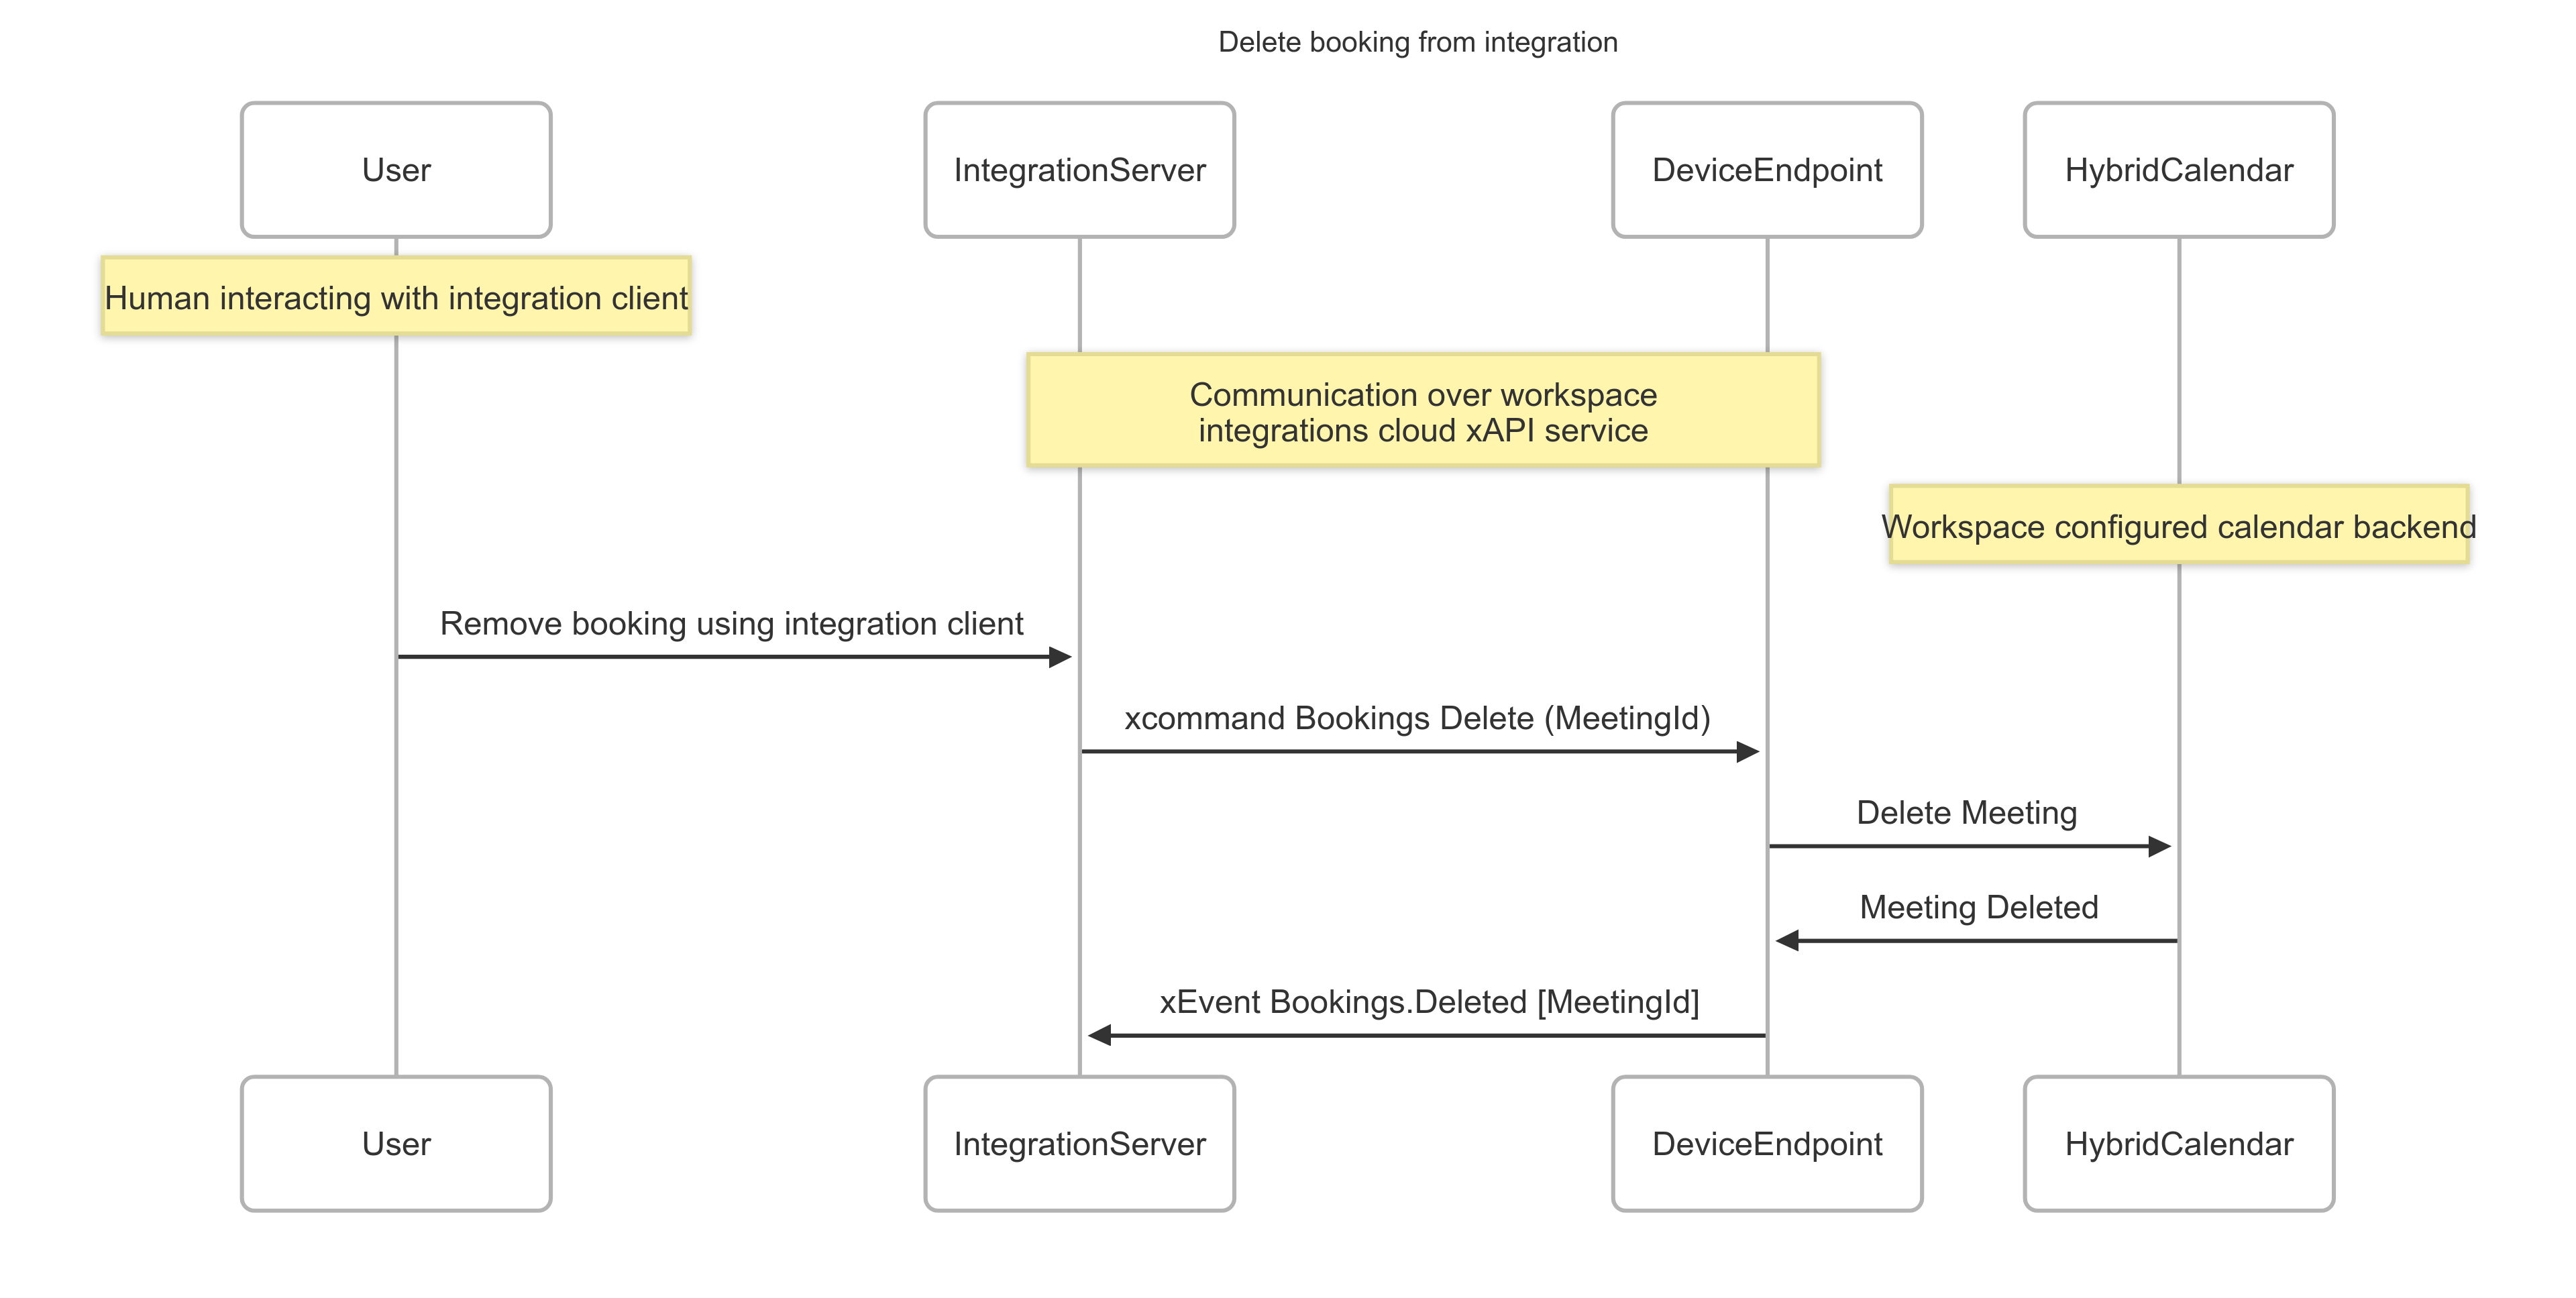 Delete booking from integration
User
IntegrationServer
DeviceEndpoint
HybridCalendar
Human interacting with integration client
Communication over workspace
integrations cloud xAPI service
Workspace configured calendar backend
Remove booking using integration client
xcommand Bookings Delete (MeetingId)
Delete Meeting
Meeting Deleted
xEvent Bookings.Deleted [MeetingId]
User
IntegrationServer
DeviceEndpoint
HybridCalendar